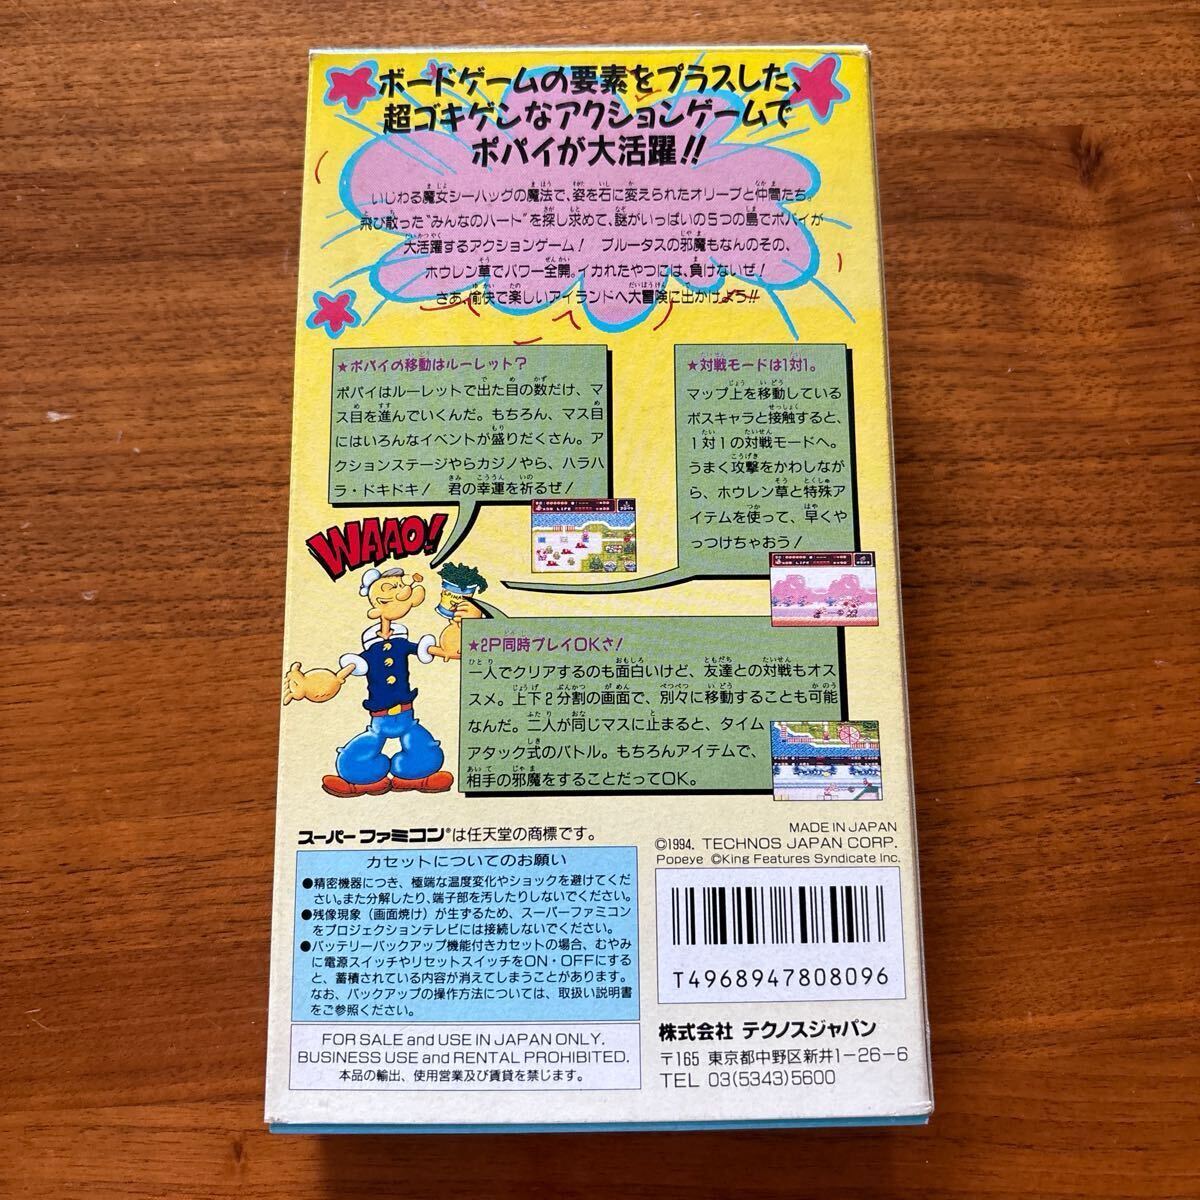 ボードゲームの要素をプラスした、
超ゴキゲンなアクションゲームで
ポパイが大活躍!!
いじわる魔女シーハッグの魔法で、姿を石に変えられたオリーブと仲間たち。
飛び散った“みんなのハート”を探し求めて、謎がいっぱいの5つの島でポパイが
大活躍するアクションゲーム! ブルータスの邪魔もなんのその、
ホウレン草でパワー全開。イカれたやつには、負けないぜ!
さあ、愉快で楽しいアイランドへ大冒険に出かけよう!!
★ポパイの移動はルーレット?
ポパイはルーレットで出た目の数だけ、マ
ス目を進んでいくんだ。もちろん、マス目
にはいろんなイベントが盛りだくさん。ア
クションステージやらカジノやら、ハラハ
ラ・ドキドキ! 君の幸運を祈るぜ!
★対戦モードは1対1。
マップ上を移動している
ボスキャラと接触すると、
1対1の対戦モードへ。
うまく攻撃をかわしなが
ら、ホウレン草と特殊ア
イテムを使って、早くや
っつけちゃおう!
WAAO!
★2P同時プレイOKさ!
一人でクリアするのも面白いけど、友達との対戦もオス
スメ。上下2分割の画面で、別々に移動することも可能
なんだ。二人が同じマスに止まると、タイム
アタック式のバトル。もちろんアイテムで、
相手の邪魔をすることだってOK。
スーパーファミコン®は任天堂の商標です。
MADE IN JAPAN
©1994. TECHNOS JAPAN CORP.
Popeye ©King Features Syndicate Inc.
カセットについてのお願い
●精密機器につき、極端な温度変化やショックを避けてくだ
さい。また分解したり、端子部を汚したりしないでください。
●残像現象（画面焼け）が生ずるため、スーパーファミコン
をプロジェクションテレビには接続しないでください。
●バッテリーバックアップ機能付きカセットの場合、むやみ
に電源スイッチやリセットスイッチをON・OFFにする
と、蓄積されている内容が消えてしまうことがあります。
なお、バックアップの操作方法については、取扱い説明書
をご参照ください。
FOR SALE and USE IN JAPAN ONLY.
BUSINESS USE and RENTAL PROHIBITED.
本品の輸出、使用営業及び賃貸を禁じます。
T4968947808096
株式会社 テクノスジャパン
〒165 東京都中野区新井1-26-6
TEL 03(5343)5600